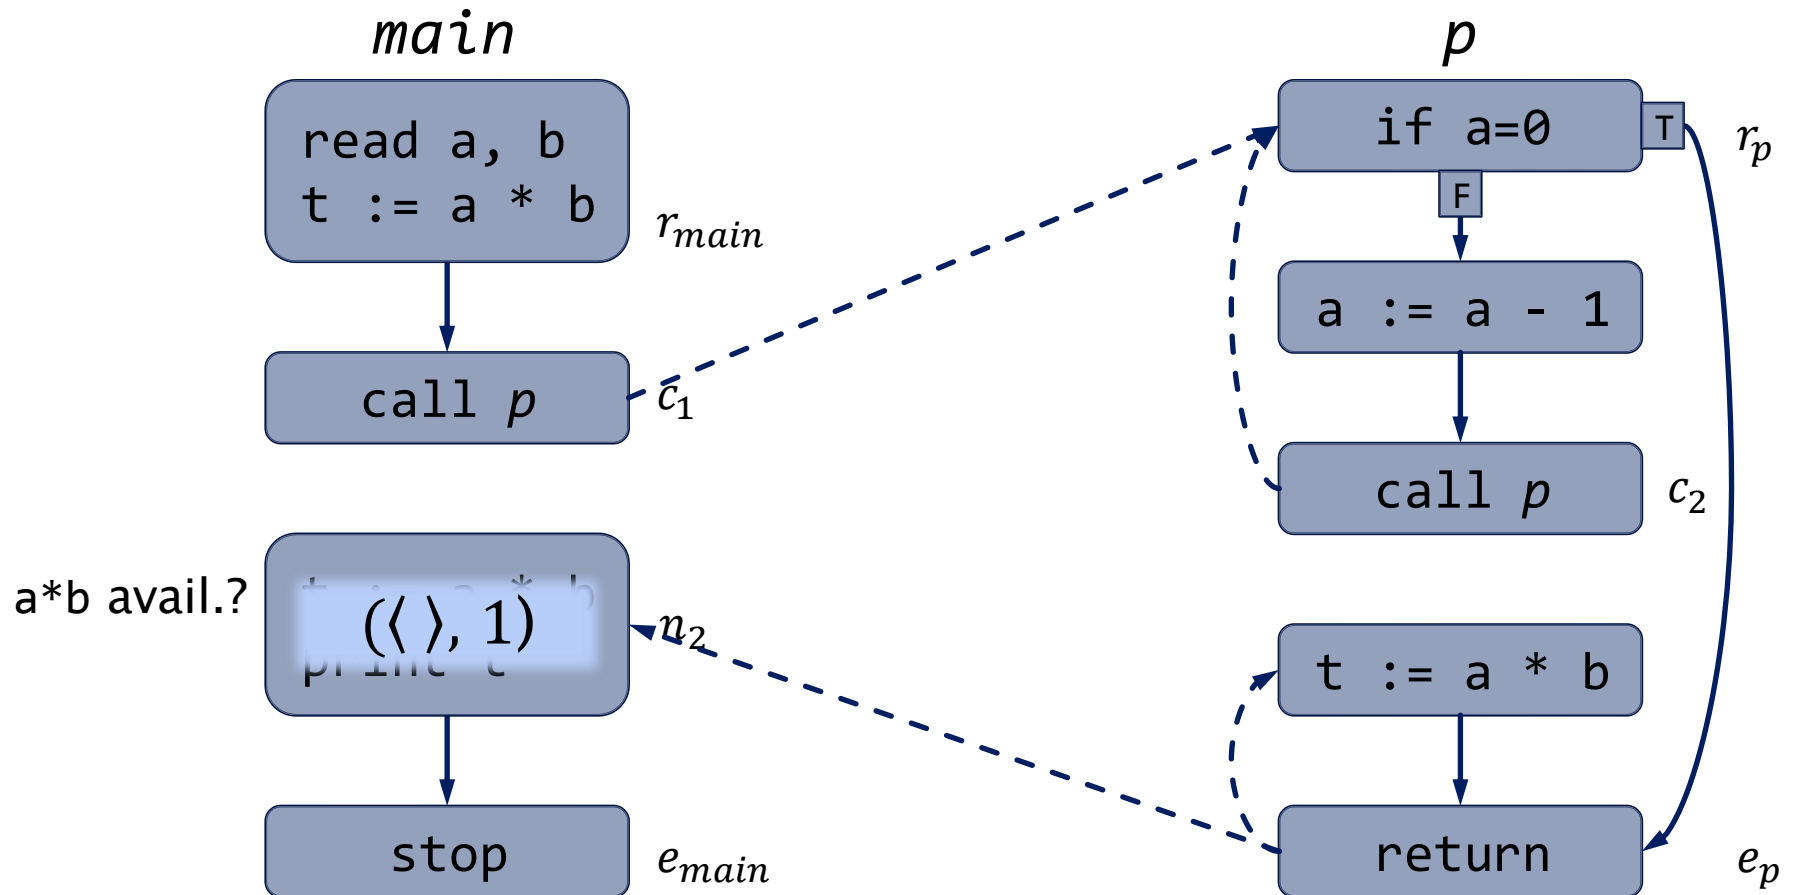 main
read a, b
t := a * b
r_main
call p
c_1
a*b avail.?
(⟨ ⟩, 1)
n_2
stop
e_main
p
if a=0
T
r_p
F
a := a - 1
call p
c_2
t := a * b
return
e_p